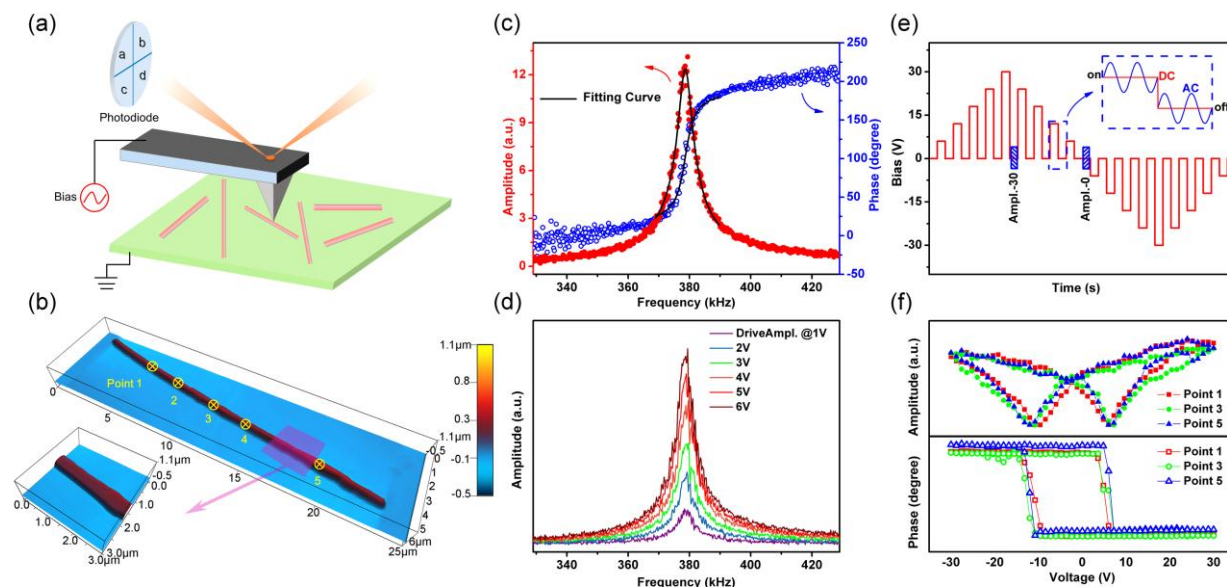 (a)
a
b
c
d
Photodiode
Bias
(b)
Point 1
2
3
4
5
0
5
10
15
20
25μm
-0.5
0
1
2
3
4
5
6μm
1.1μm
0.8
0.3
1.1μm
-0.1
-0.5
1.1μm
-0.5
0.0
0.0
1.0
2.0
3.0μm
1.0
2.0
3.0μm
(c)
Amplitude (a.u.)
12
9
6
3
0
Fitting Curve
250
200
150
100
50
0
-50
Phase (degree)
330
360
380
400
420
Frequency (kHz)
(d)
Amplitude (a.u.)
DriveAmpl. @1V
2V
3V
4V
5V
6V
340
360
380
400
420
Frequency (kHz)
(e)
Bias (V)
30
15
0
-15
-30
Ampl.-30
Ampl.-0
on
DC
AC
off
Time (s)
(f)
Amplitude (a.u.)
Point 1
Point 3
Point 5
Phase (degree)
Point 1
Point 3
Point 5
-30
-20
-10
0
10
20
30
Voltage (V)